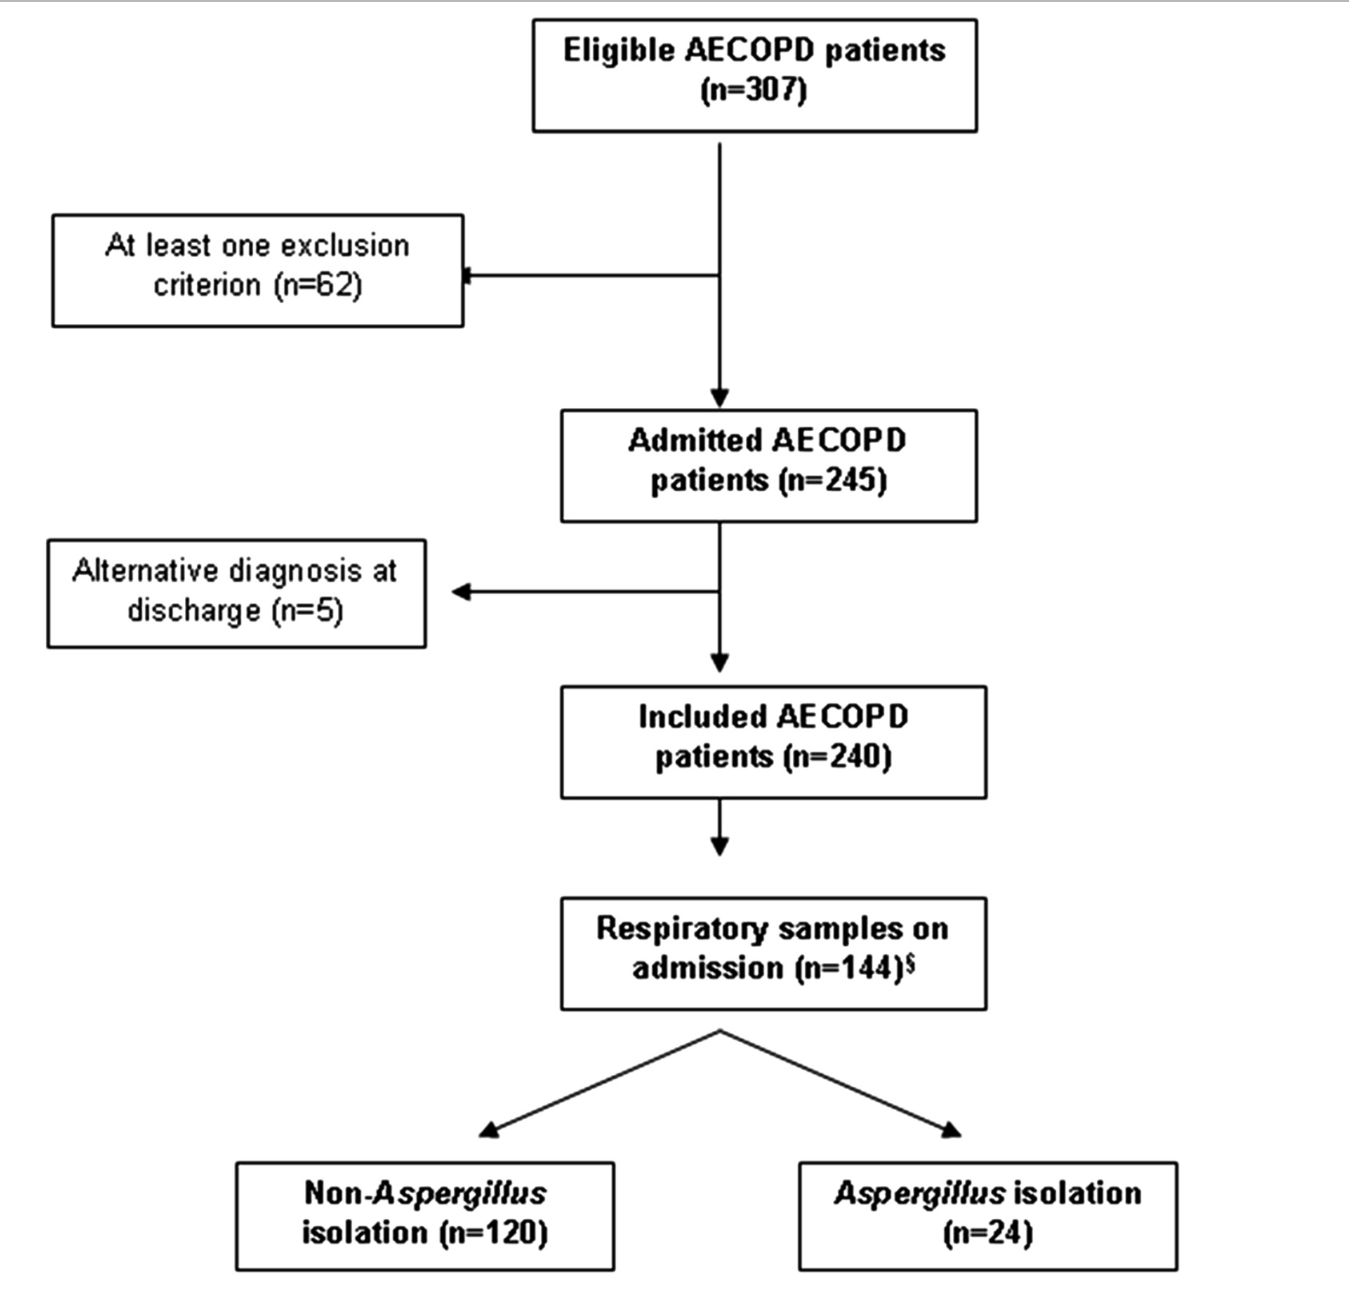 Eligible AECOPD patients
(n=307)
At least one exclusion
criterion (n=62)
Admitted AECOPD
patients (n=245)
Alternative diagnosis at
discharge (n=5)
Included AECOPD
patients (n=240)
Respiratory samples on
admission (n=144)§
Non-Aspergillus
isolation (n=120)
Aspergillus isolation
(n=24)